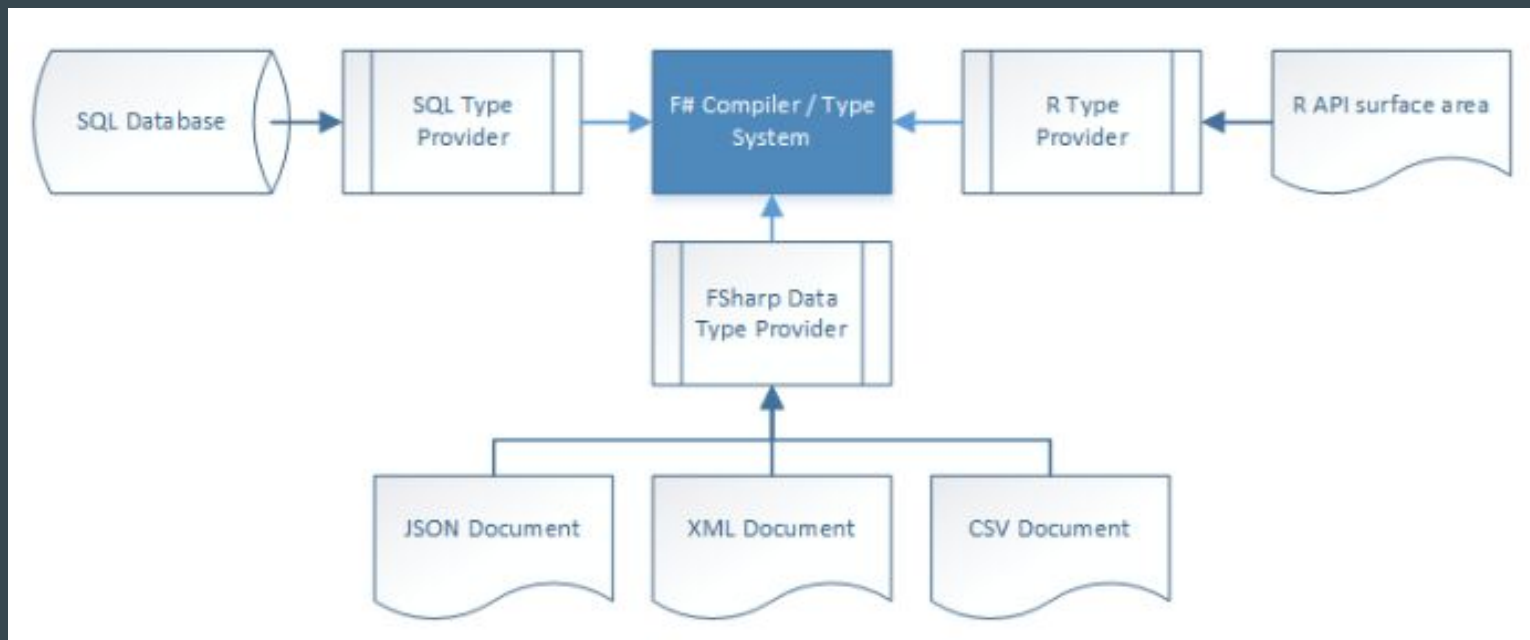 SQL Database
SQL Type
Provider
F# Compiler / Type
System
R Type
Provider
R API surface area
FSharp Data
Type Provider
JSON Document
XML Document
CSV Document